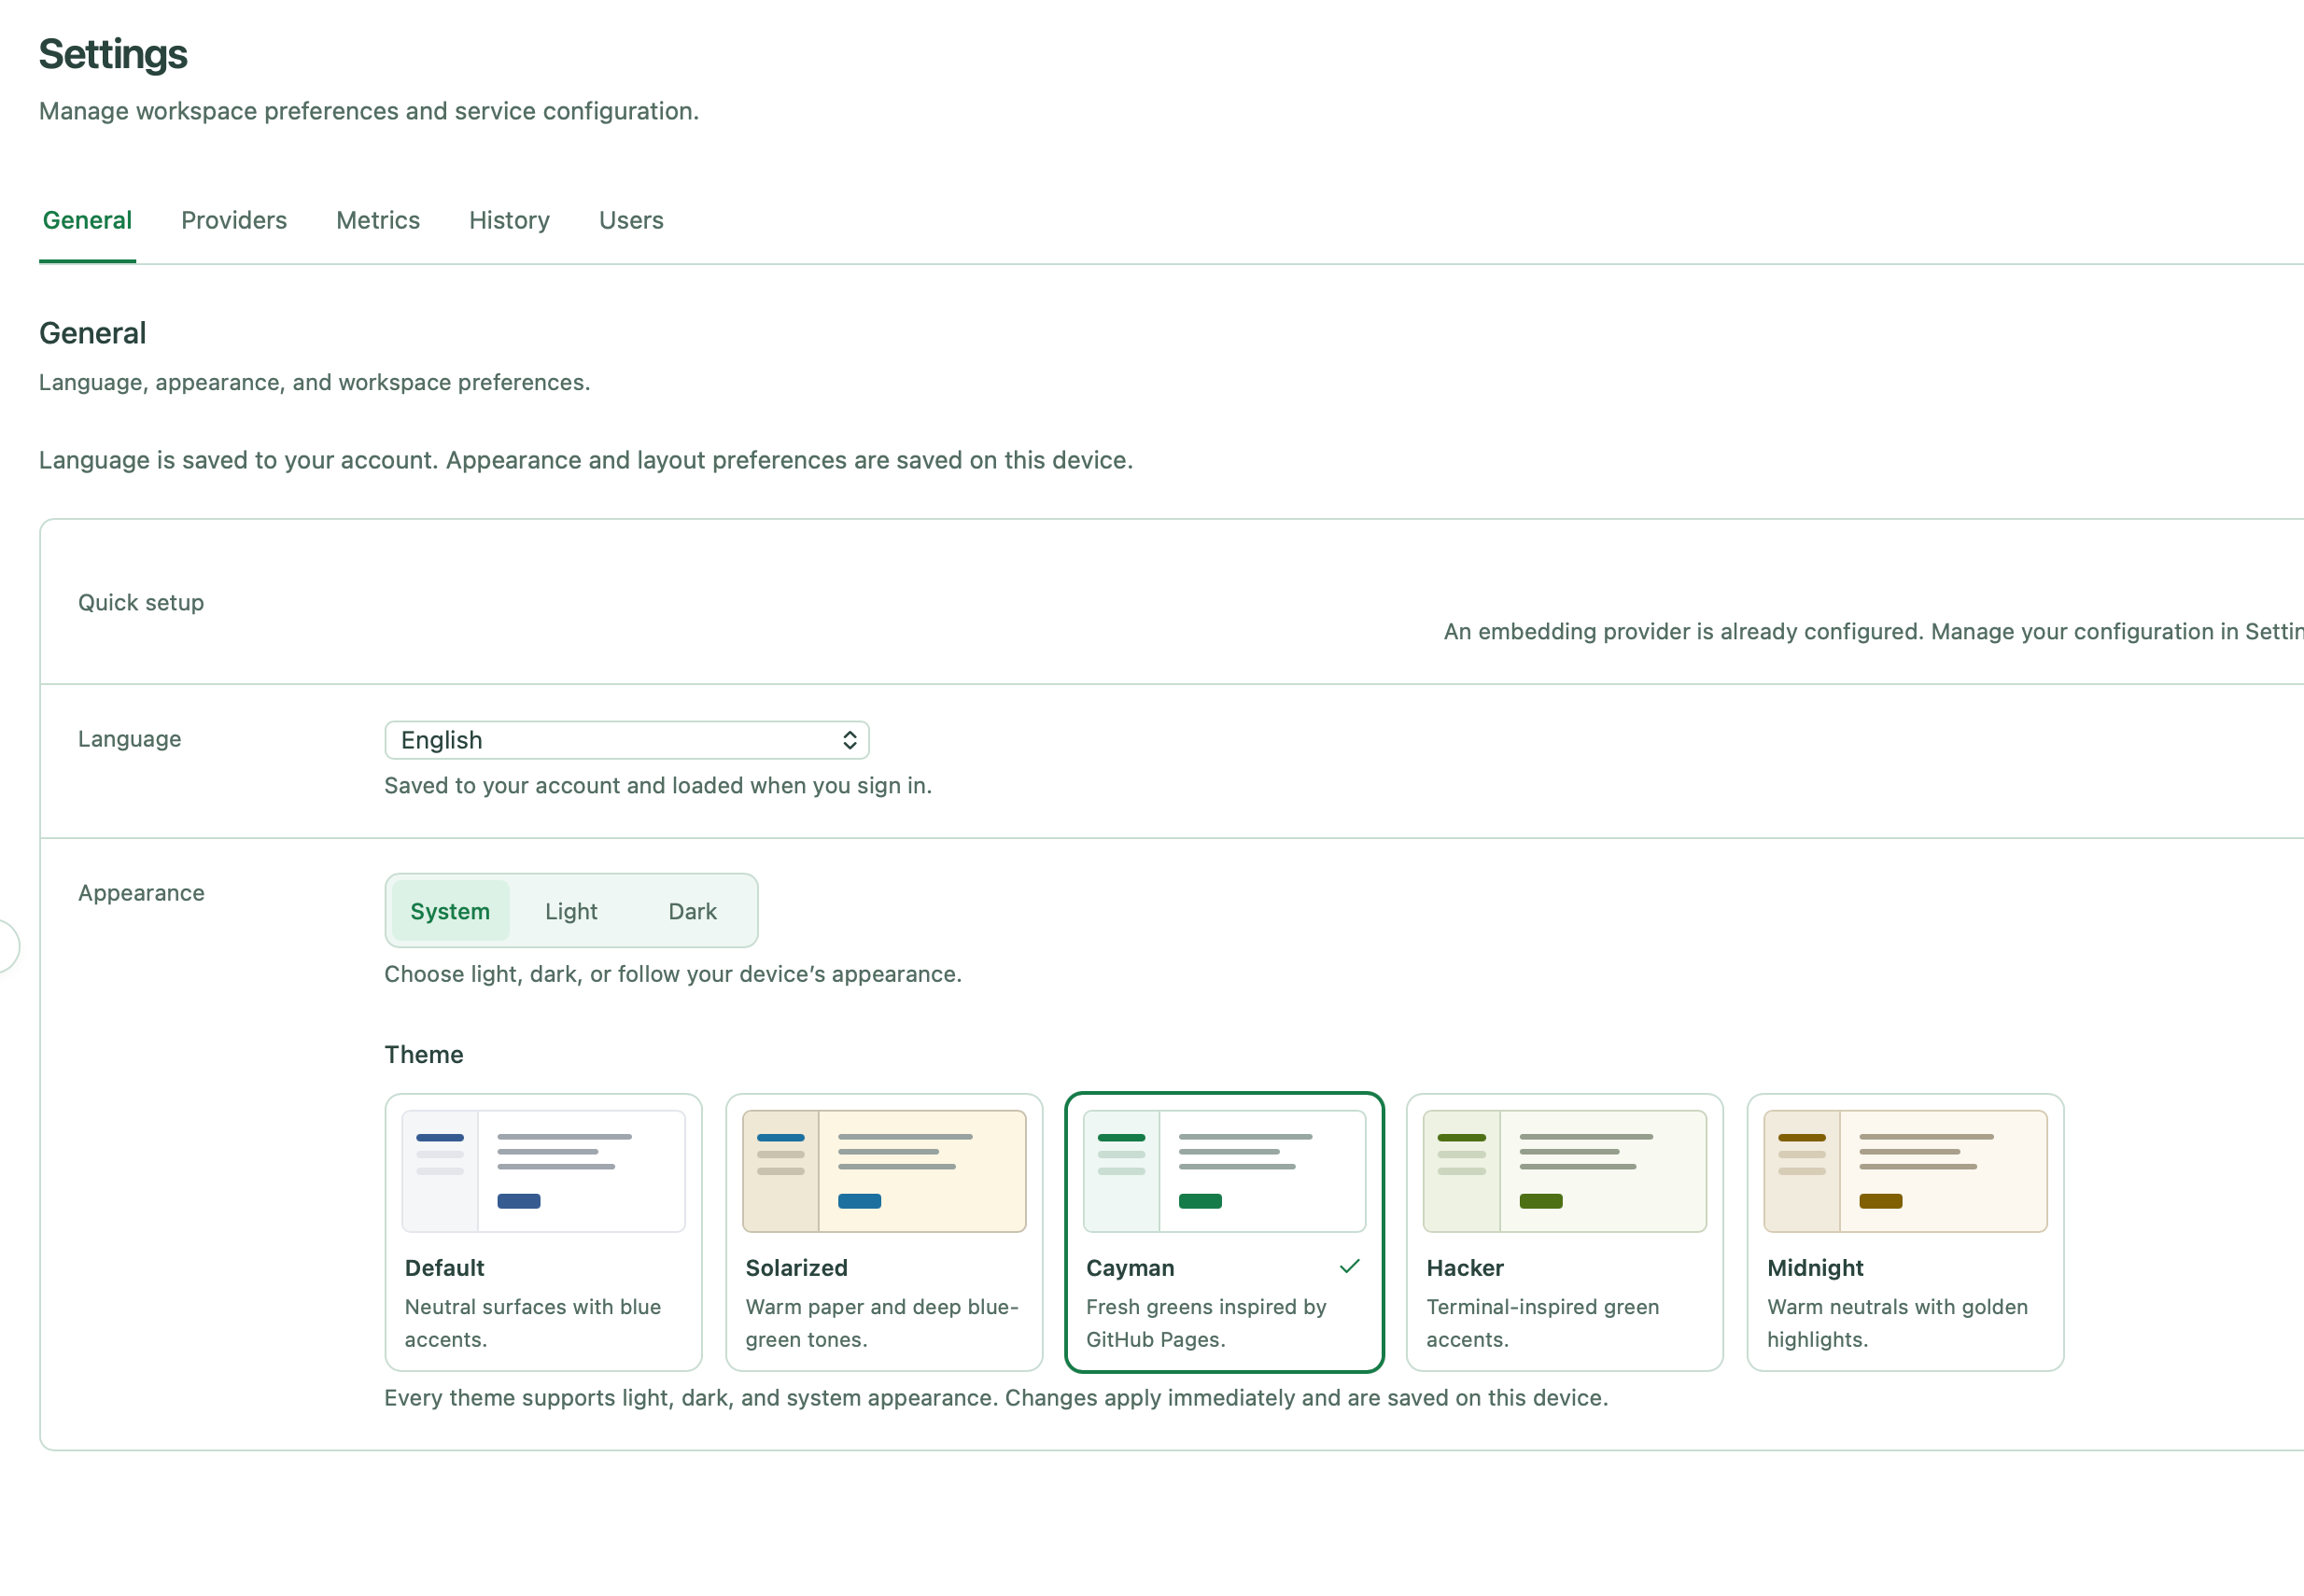 Settings
Manage workspace preferences and service configuration.
General
Providers
Metrics
History
Users
General
Language, appearance, and workspace preferences.
Language is saved to your account. Appearance and layout preferences are saved on this device.
Quick setup
An embedding provider is already configured. Manage your configuration in
Language
English
Saved to your account and loaded when you sign in.
Appearance
System
Light
Dark
Choose light, dark, or follow your device’s appearance.
Theme
Default
Neutral surfaces with blue
accents.
Solarized
Warm paper and deep blue-
green tones.
Cayman
Fresh greens inspired by
GitHub Pages.
Hacker
Terminal-inspired green
accents.
Midnight
Warm neutrals with golden
highlights.
Every theme supports light, dark, and system appearance. Changes apply immediately and are saved on this device.